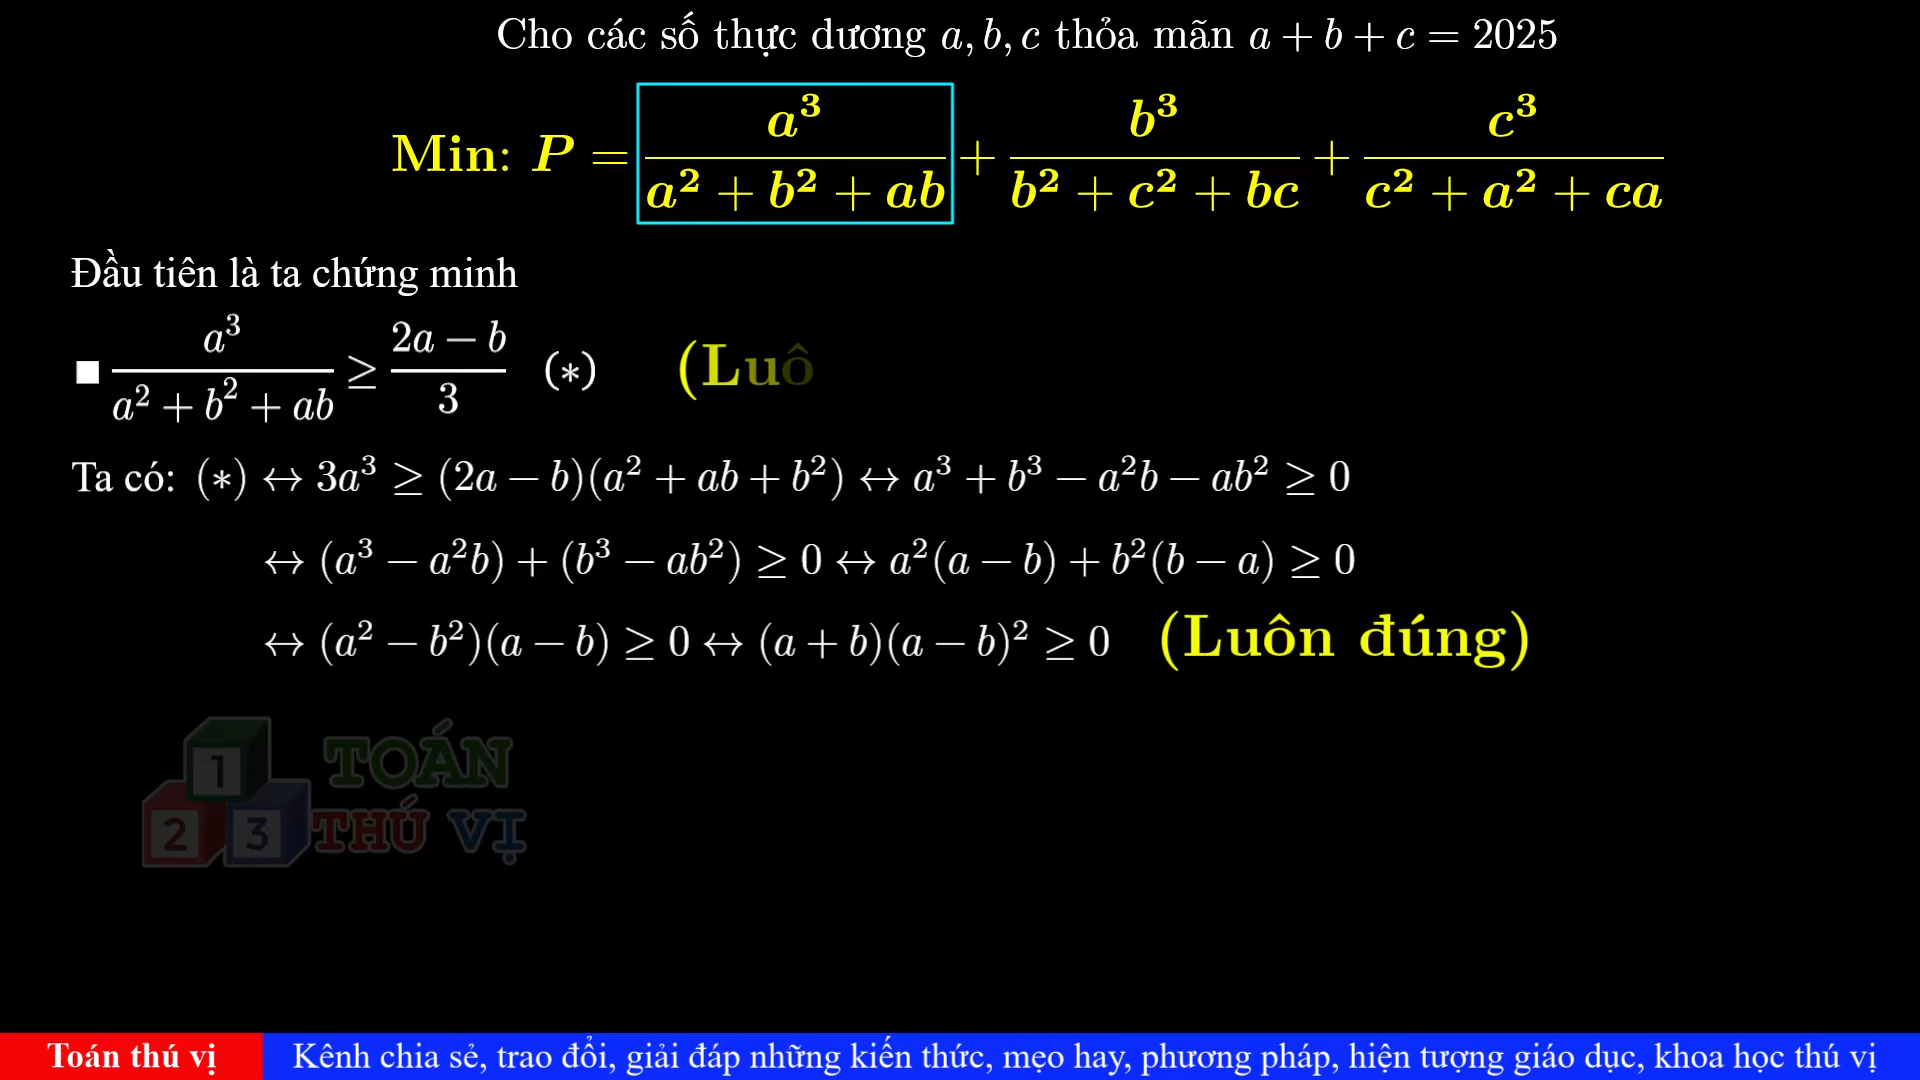 Cho các số thực dương a, b, c thỏa mãn a + b + c = 2025
Min: P = a³/(a² + b² + ab) + b³/(b² + c² + bc) + c³/(c² + a² + ca)
Đầu tiên là ta chứng minh
■ a³/(a² + b² + ab) ≥ (2a − b)/3 (∗) (Luô
Ta có: (∗) ↔ 3a³ ≥ (2a − b)(a² + ab + b²) ↔ a³ + b³ − a²b − ab² ≥ 0
↔ (a³ − a²b) + (b³ − ab²) ≥ 0 ↔ a²(a − b) + b²(b − a) ≥ 0
↔ (a² − b²)(a − b) ≥ 0 ↔ (a + b)(a − b)² ≥ 0 (Luôn đúng)
1 TOÁN
2 3 THÚ VỊ
Toán thú vị Kênh chia sẻ, trao đổi, giải đáp những kiến thức, mẹo hay, phương pháp, hiện tượng giáo dục, khoa học thú vị